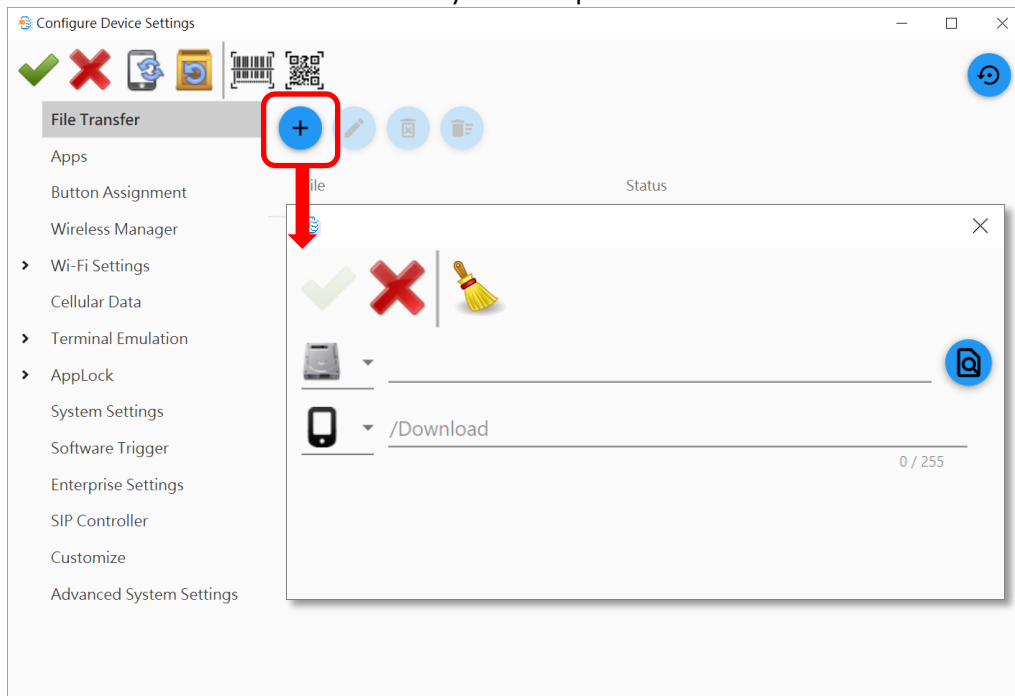 Configure Device Settings
File Transfer
Apps
Button Assignment
Wireless Manager
Wi-Fi Settings
Cellular Data
Terminal Emulation
AppLock
System Settings
Software Trigger
Enterprise Settings
SIP Controller
Customize
Advanced System Settings
Status
/Download
0 / 255